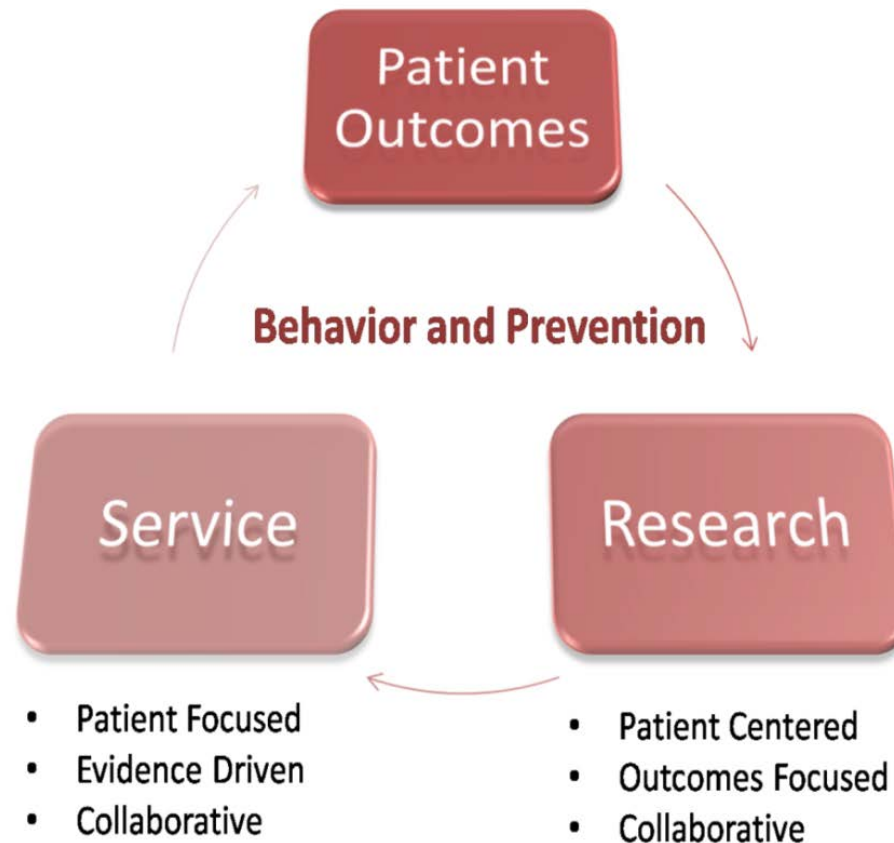 Patient
Outcomes
Behavior and Prevention
Service
Research
• Patient Focused
• Evidence Driven
• Collaborative
• Patient Centered
• Outcomes Focused
• Collaborative